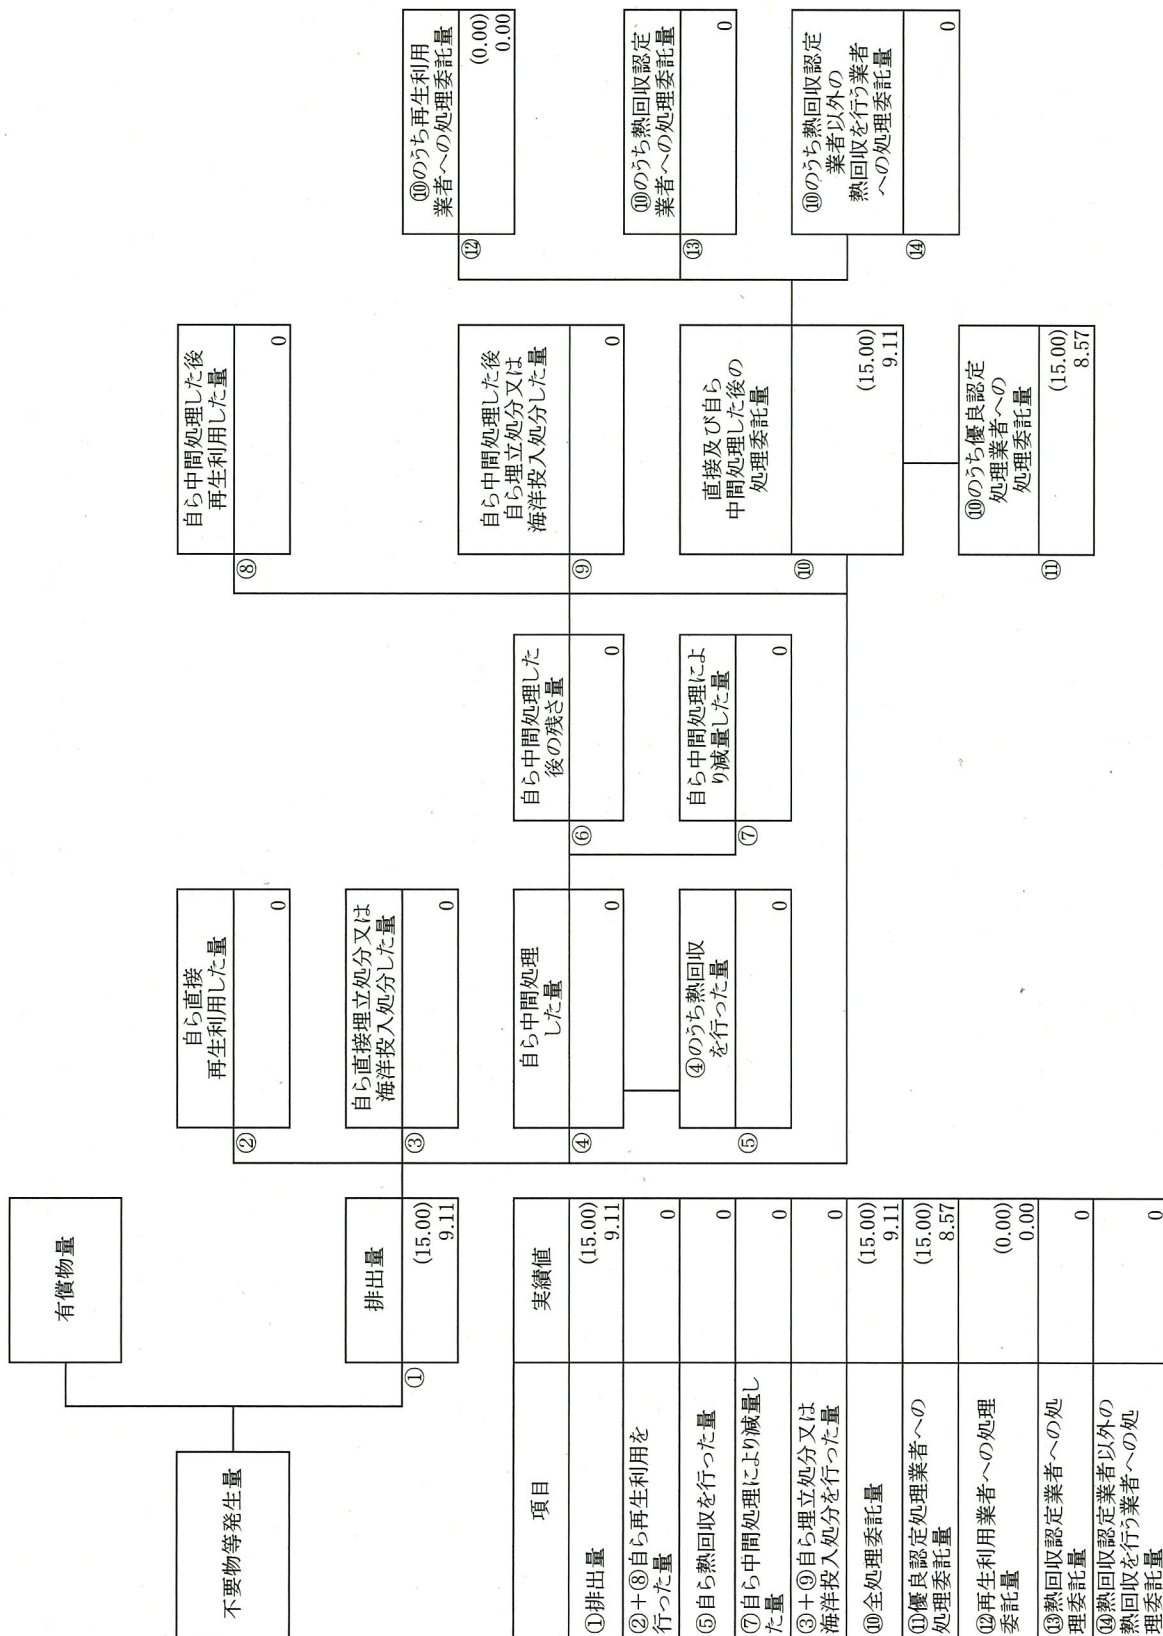 不要物等発生量
有償物量
排出量
①
(15.00)
9.11
自ら直接
再生利用した量
②
0
自ら直接埋立処分又は
海洋投入処分した量
③
0
自ら中間処理
した量
④
0
④のうち熱回収
を行った量
⑤
0
自ら中間処理した
後の残さ量
⑥
0
自ら中間処理によ
り減量した量
⑦
0
自ら中間処理した後
再生利用した量
⑧
0
自ら中間処理した後
自ら埋立処分又は
海洋投入処分した量
⑨
0
直接及び自ら
中間処理した後の
処理委託量
⑩
(15.00)
9.11
⑩のうち優良認定
処理業者への
処理委託量
⑪
(15.00)
8.57
⑩のうち再生利用
業者への処理委託量
⑫
(0.00)
0.00
⑩のうち熱回収認定
業者への処理委託量
⑬
0
⑩のうち熱回収認定
業者以外の
熱回収を行う業者
への処理委託量
⑭
0
項目
実績値
①排出量
(15.00)
9.11
②+⑧自ら再生利用を
行った量
0
⑤自ら熱回収を行った量
0
⑦自ら中間処理により減量し
た量
0
③+⑨自ら埋立処分又は
海洋投入処分を行った量
0
⑩全処理委託量
(15.00)
9.11
⑪優良認定処理業者への
処理委託量
(15.00)
8.57
⑫再生利用業者への処理
委託量
(0.00)
0.00
⑬熱回収認定業者への処
理委託量
0
⑭熱回収認定業者以外の
熱回収を行う業者への処
理委託量
0